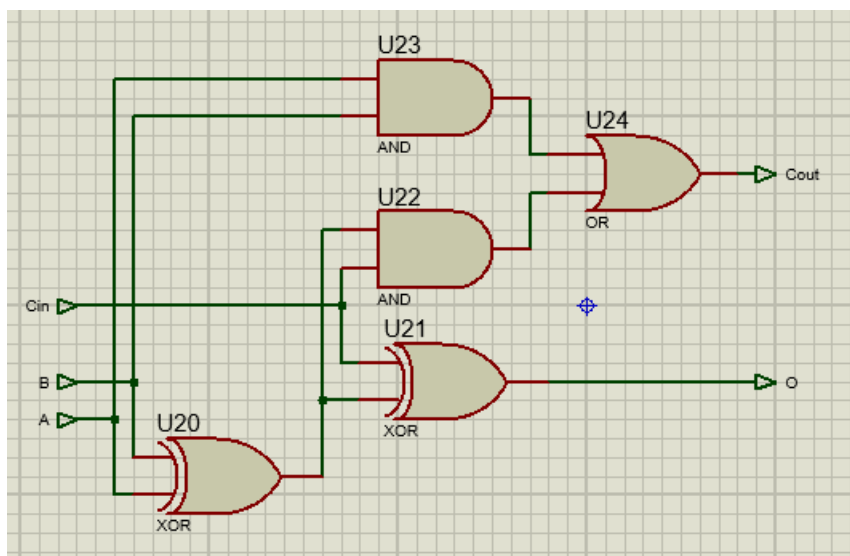 U23
AND
U24
OR
Cout
U22
AND
Cin
U21
XOR
B
A
O
U20
XOR